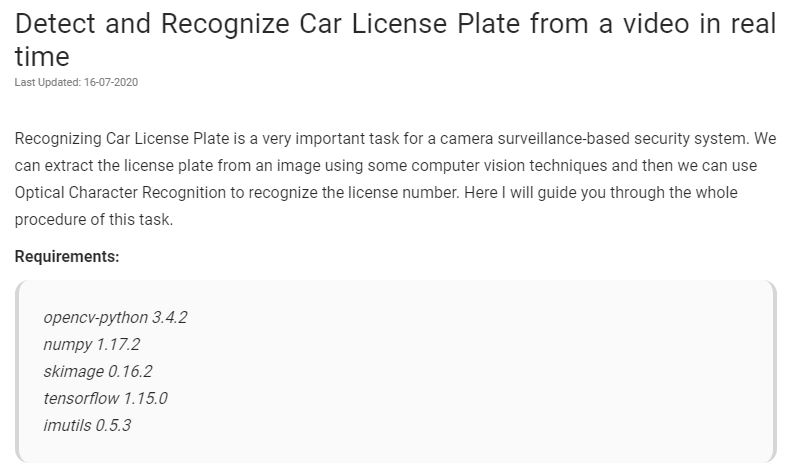 Detect and Recognize Car License Plate from a video in real
time
Last Updated: 16-07-2020
Recognizing Car License Plate is a very important task for a camera surveillance-based security system. We
can extract the license plate from an image using some computer vision techniques and then we can use
Optical Character Recognition to recognize the license number. Here I will guide you through the whole
procedure of this task.
Requirements:
opencv-python 3.4.2
numpy 1.17.2
skimage 0.16.2
tensorflow 1.15.0
imutils 0.5.3